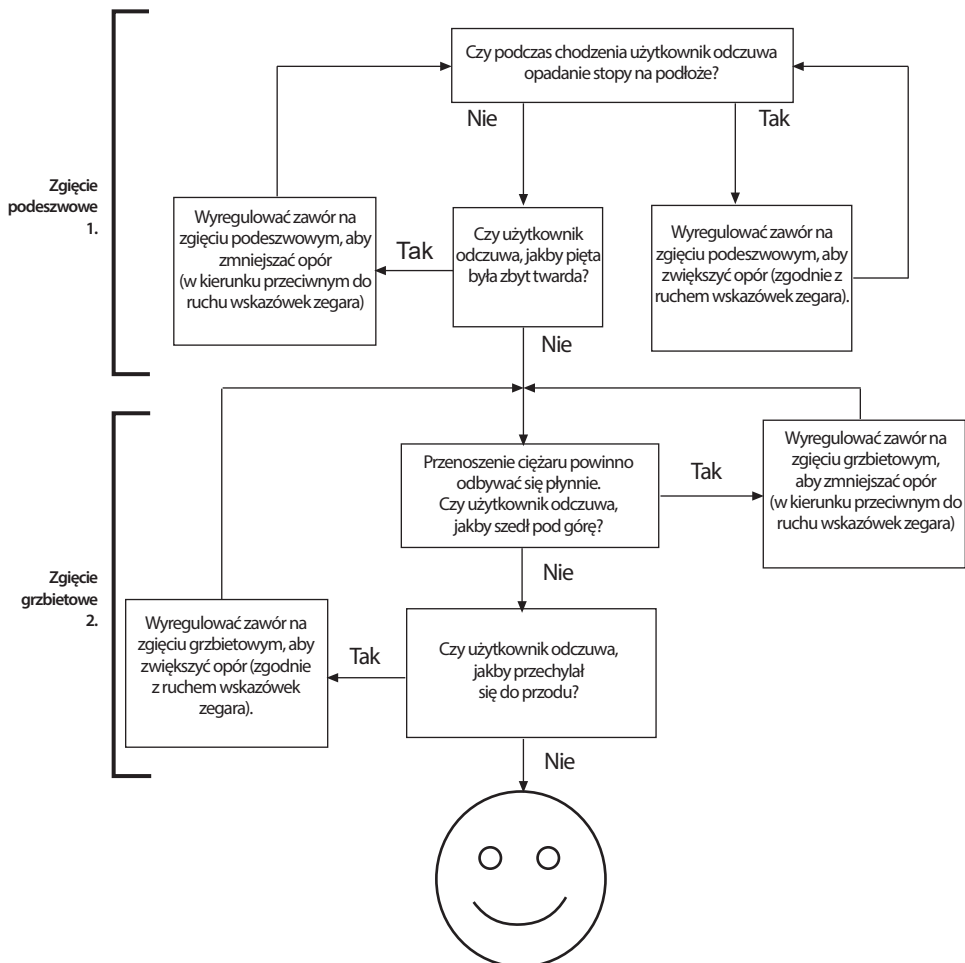 Czy podczas chodzenia użytkownik odczuwa
opadanie stopy na podłoże?
Nie
Tak
Zgięcie
podeszwowe
1.
Wyregulować zawór na
zgięciu podeszwowym, aby
zmniejszać opór
(w kierunku przeciwnym do
ruchu wskazówek zegara)
Tak
Czy użytkownik
odczuwa, jakby pięta
była zbyt twarda?
Wyregulować zawór na
zgięciu podeszwowym, aby
zwiększyć opór (zgodnie z
ruchem wskazówek zegara).
Nie
Przenoszenie ciężaru powinno
odbywać się płynnie.
Czy użytkownik odczuwa,
jakby szedł pod górę?
Tak
Wyregulować zawór na
zgięciu grzbietowym,
aby zmniejszać opór
(w kierunku przeciwnym do
ruchu wskazówek zegara)
Nie
Zgięcie
grzbietowe
2.
Wyregulować zawór na
zgięciu grzbietowym, aby
zwiększyć opór (zgodnie
z ruchem wskazówek
zegara).
Tak
Czy użytkownik odczuwa,
jakby przechylał
się do przodu?
Nie